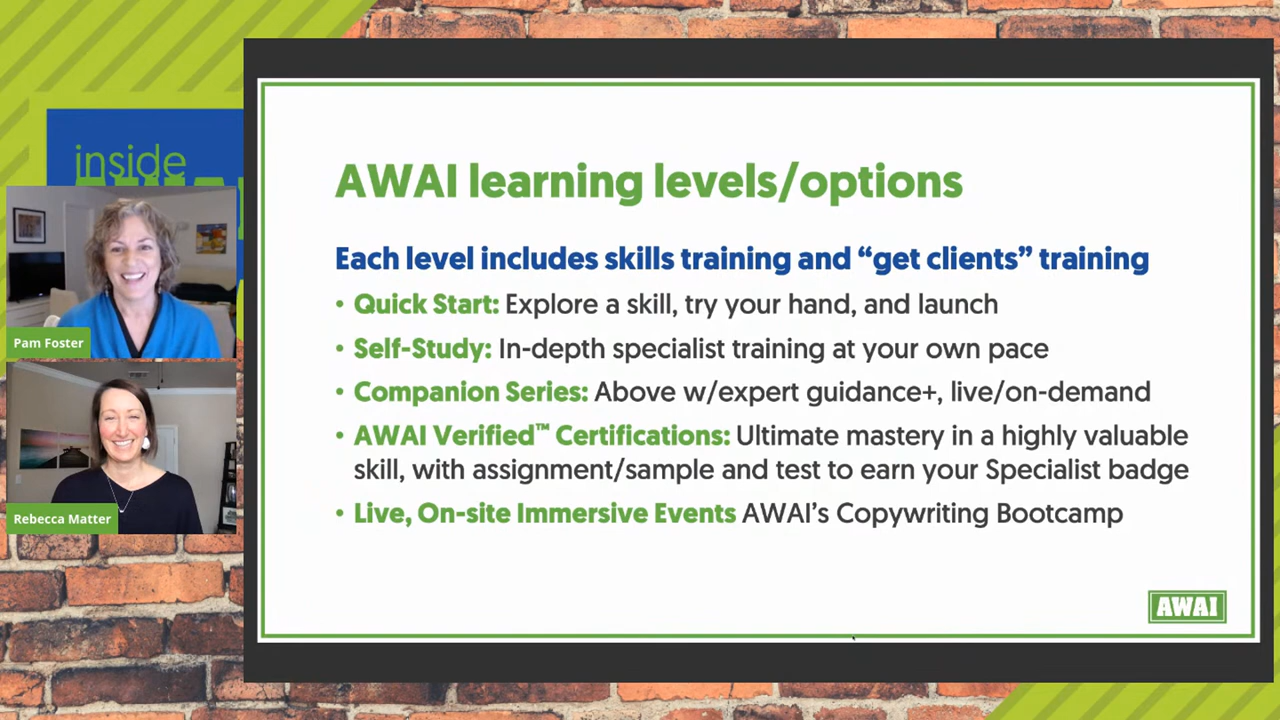 inside
Pam Foster
Rebecca Matter
AWAI learning levels/options
Each level includes skills training and “get clients” training
• Quick Start: Explore a skill, try your hand, and launch
• Self-Study: In-depth specialist training at your own pace
• Companion Series: Above w/expert guidance+, live/on-demand
• AWAI Verified™ Certifications: Ultimate mastery in a highly valuable
skill, with assignment/sample and test to earn your Specialist badge
• Live, On-site Immersive Events AWAI’s Copywriting Bootcamp
AWAI